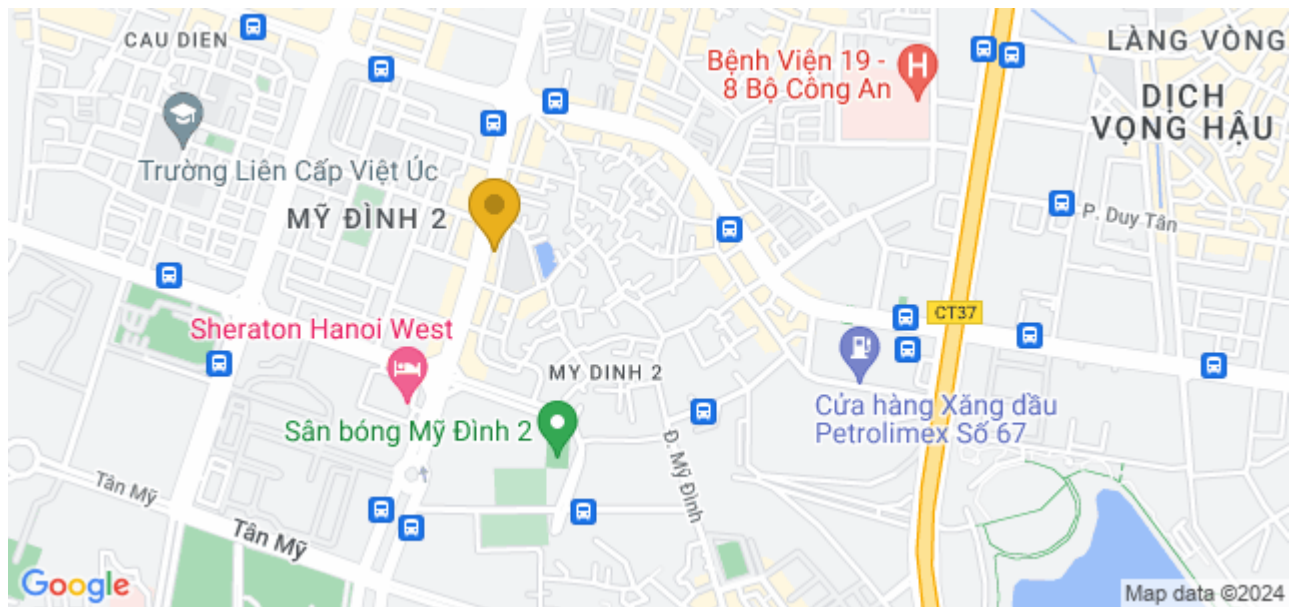 CAU DIEN
LÀNG VÒNG
Bệnh Viện 19 -
8 Bộ Công An
H
DỊCH
VỌNG HẬU
Trường Liên Cấp Việt Úc
MỸ ĐÌNH 2
P. Duy Tân
CT37
Sheraton Hanoi West
MY DINH 2
Cửa hàng Xăng dầu
Petrolimex Số 67
Sân bóng Mỹ Đình 2
Đ. Mỹ Đình
Tân Mỹ
Tân Mỹ
Google
Map data ©2024